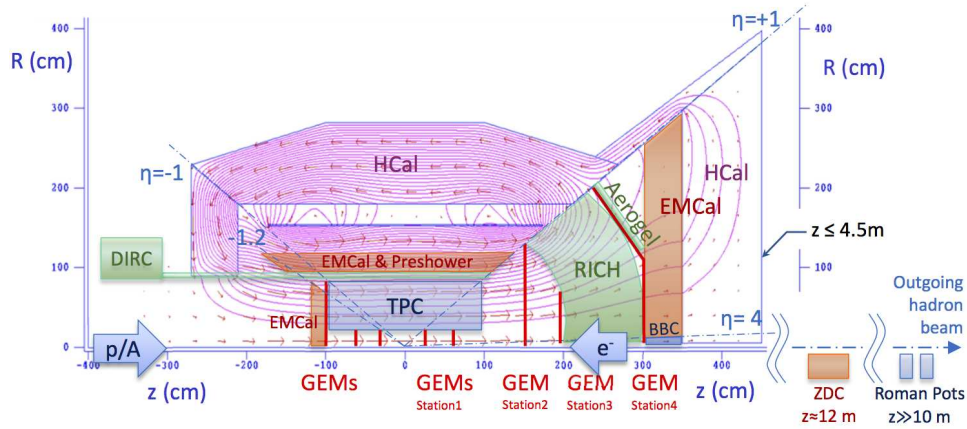 400
400
η=+1
R (cm)
R (cm)
300
300
HCal
HCal
η=-1
200
200
Aerogel
EMCal
z ≤ 4.5m
-1.2
DIRC
EMCal & Preshower
RICH
100
100
TPC
Outgoing
hadron
beam
EMCal
BBC
η= 4
p/A
e-
0
0
-400
-300
-200
-100
0
100
200
300
400
z (cm)
z (cm)
GEMs
GEMs
Station1
GEM
Station2
GEM
Station3
GEM
Station4
ZDC
z≈12 m
Roman Pots
z≫10 m